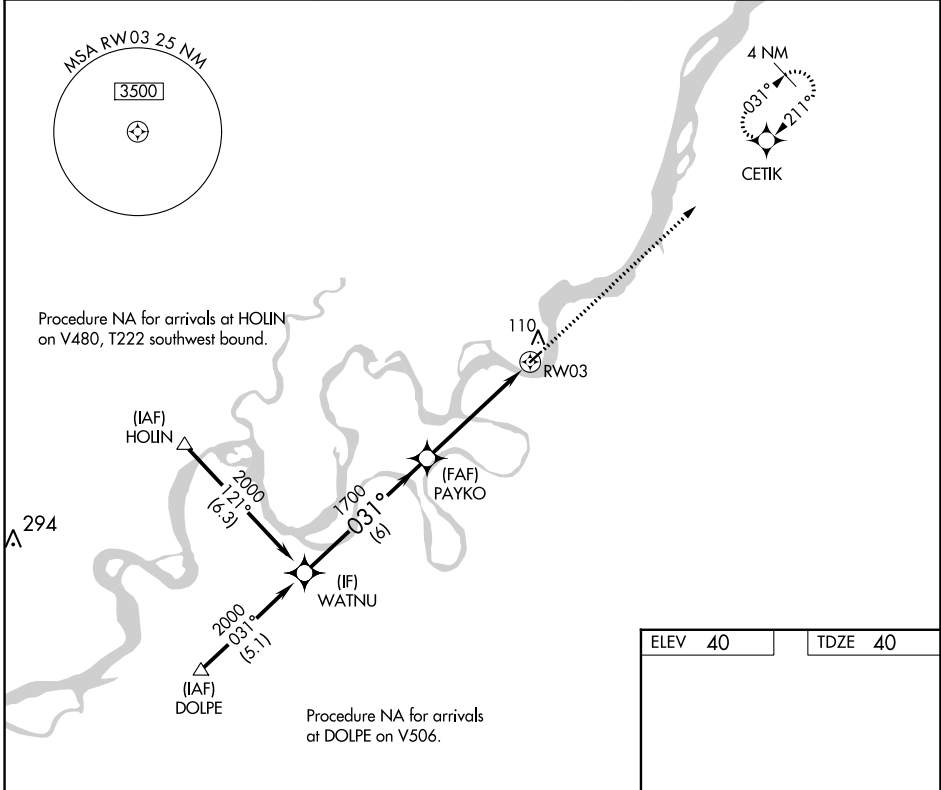 MSA RW03 25 NM
3500
4 NM
031°
211°
CETIK
Procedure NA for arrivals at HOLIN
on V480, T222 southwest bound.
110
RW03
(IAF)
HOLIN
2000
121°
(6.3)
(FAF)
PAYKO
1700
031°
(6)
294
(IF)
WATNU
2000
031°
(5.1)
(IAF)
DOLPE
Procedure NA for arrivals
at DOLPE on V506.
ELEV 40
TDZE 40